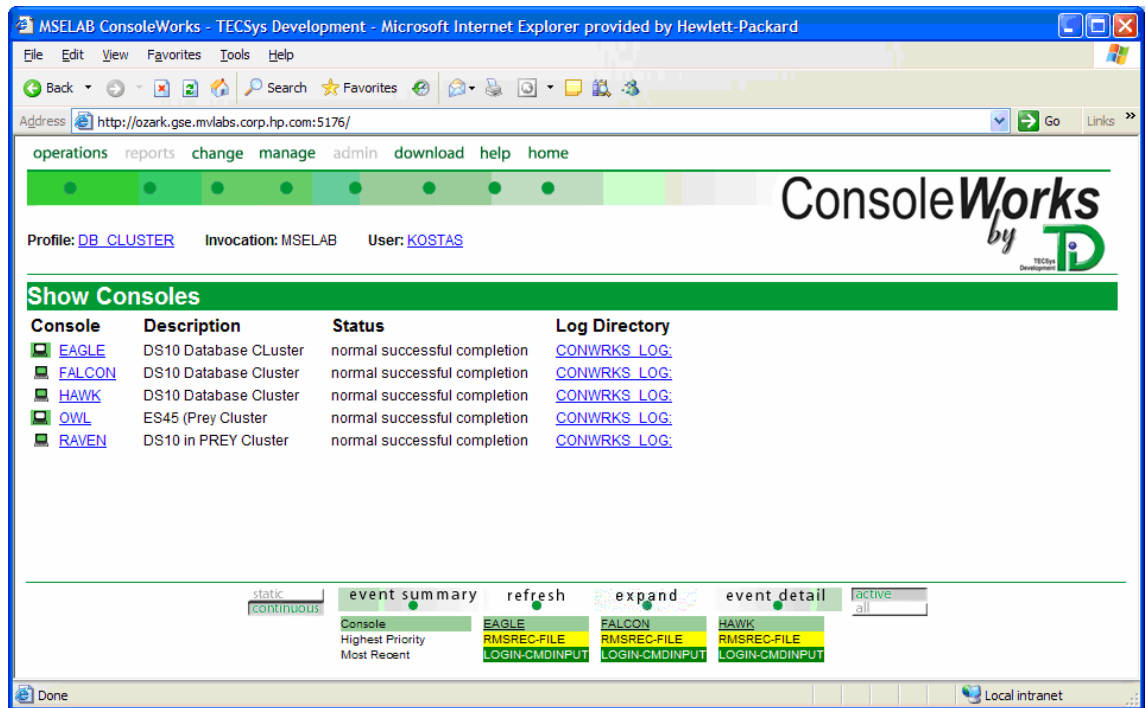 MSELAB ConsoleWorks - TECSys Development - Microsoft Internet Explorer provided by Hewlett-Packard
File Edit View Favorites Tools Help
Back Search Favorites
Address http://ozark.gse.mvlabs.corp.hp.com:5176/ Go Links »
operations reports change manage admin download help home
ConsoleWorks
by TD
TECSys
Development
Profile: DB_CLUSTER Invocation: MSELAB User: KOSTAS
Show Consoles
Console Description Status Log Directory
EAGLE DS10 Database CLuster normal successful completion CONWRKS_LOG:
FALCON DS10 Database Cluster normal successful completion CONWRKS_LOG:
HAWK DS10 Database Cluster normal successful completion CONWRKS_LOG:
OWL ES45 (Prey Cluster normal successful completion CONWRKS_LOG:
RAVEN DS10 in PREY Cluster normal successful completion CONWRKS_LOG:
static event summary refresh expand event detail active
continuous all
Console EAGLE FALCON HAWK
Highest Priority RMSREC-FILE RMSREC-FILE RMSREC-FILE
Most Recent LOGIN-CMDINPUT LOGIN-CMDINPUT LOGIN-CMDINPUT
Done Local intranet